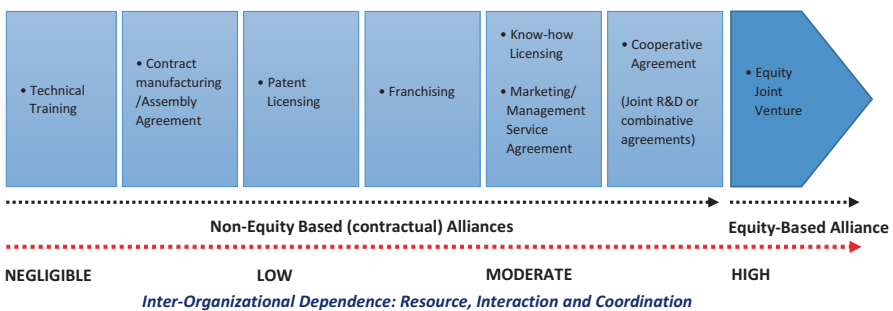 • Technical
Training
• Contract
manufacturing
/Assembly
Agreement
• Patent
Licensing
• Franchising
• Know-how
Licensing
• Marketing/
Management
Service
Agreement
• Cooperative
Agreement
(Joint R&D or
combinative
agreements)
• Equity
Joint
Venture
Non-Equity Based (contractual) Alliances
Equity-Based Alliance
NEGLIGIBLE
LOW
MODERATE
HIGH
Inter-Organizational Dependence: Resource, Interaction and Coordination